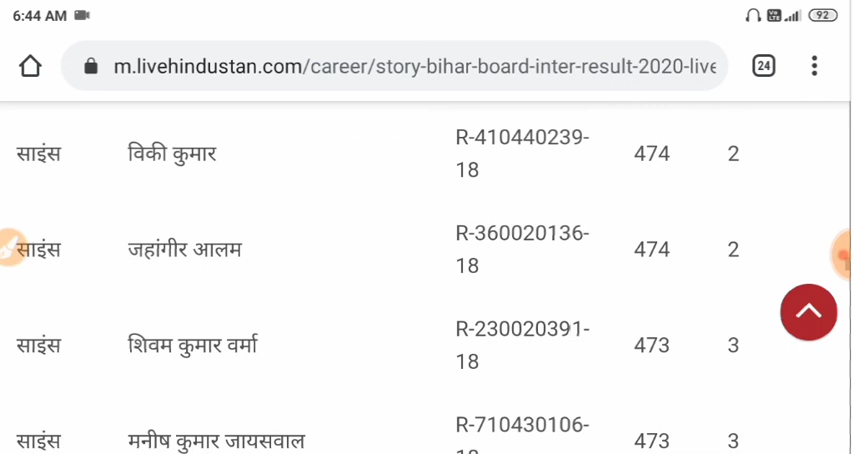 6:44 AM 92
m.livehindustan.com/career/story-bihar-board-inter-result-2020-live 24
साइंस विकी कुमार R-410440239- 474 2
18
साइंस जहांगीर आलम R-360020136- 474 2
18
साइंस शिवम कुमार वर्मा R-230020391- 473 3
18
साइंस मनीष कुमार जायसवाल R-710430106- 473 3